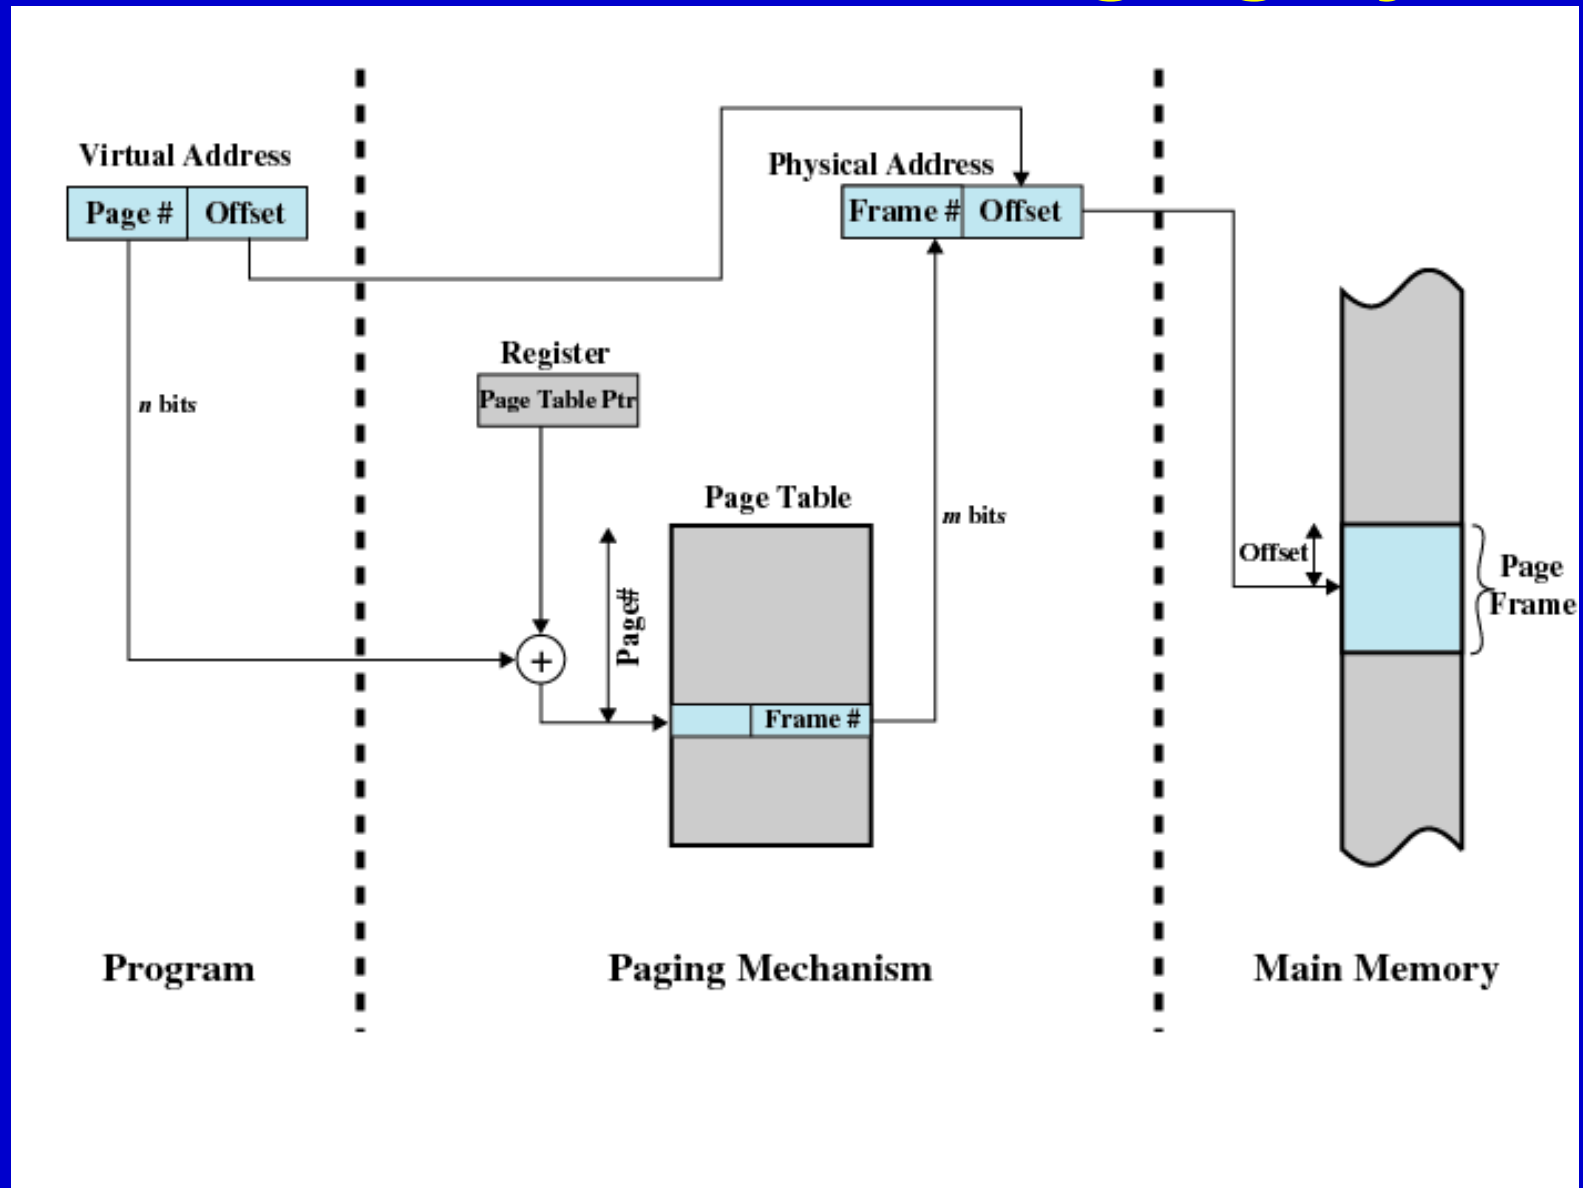 Virtual Address
Page # Offset
Physical Address
Frame # Offset
n bits
Register
Page Table Ptr
Page Table
m bits
Page#
+
Frame #
Offset
Page
Frame
Program
Paging Mechanism
Main Memory